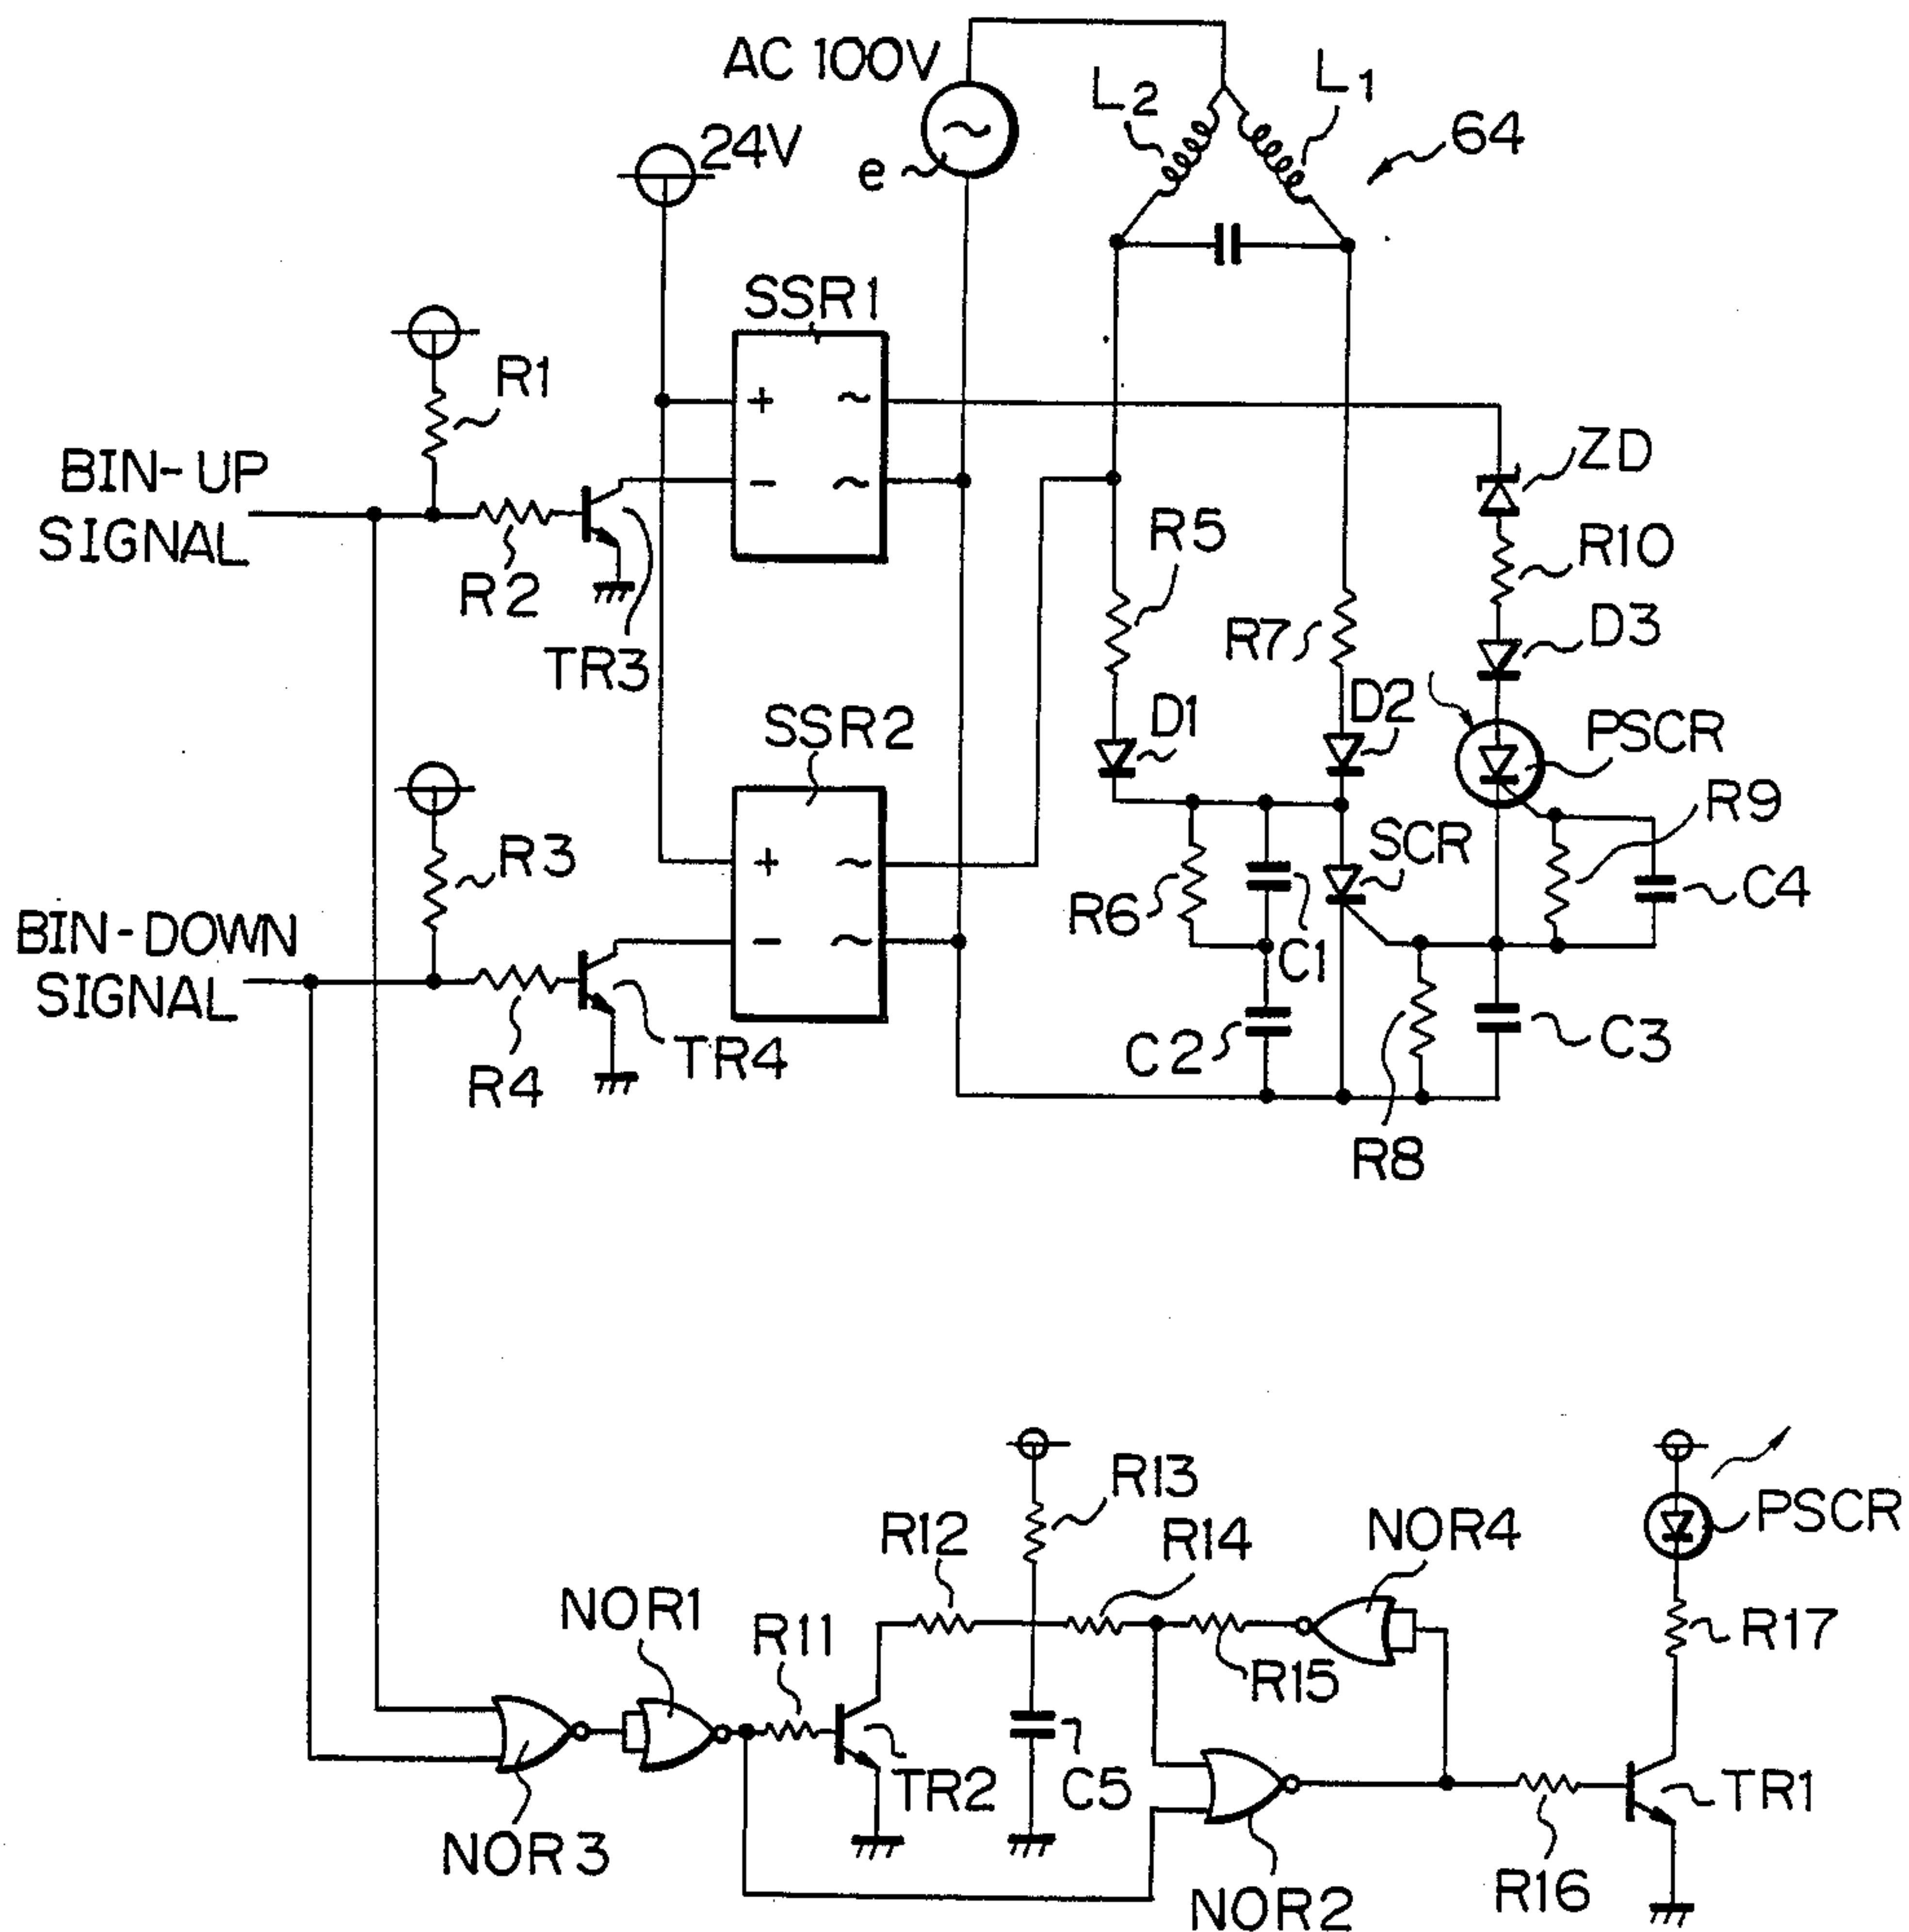 AC 100V
L2
L1
64
24V
e
SSR1
R1
ZD
BIN-UP
SIGNAL
+ ~
- ~
R5
R10
R2
R7
D3
TR3
D1
D2
PSCR
SSR2
R9
R3
SCR
+ ~
R6
C4
BIN-DOWN
SIGNAL
- ~
C1
R4
TR4
C2
C3
R8
R13
PSCR
R12
R14
NOR4
NOR1
R11
R15
R17
TR2
C5
TR1
NOR3
NOR2
R16